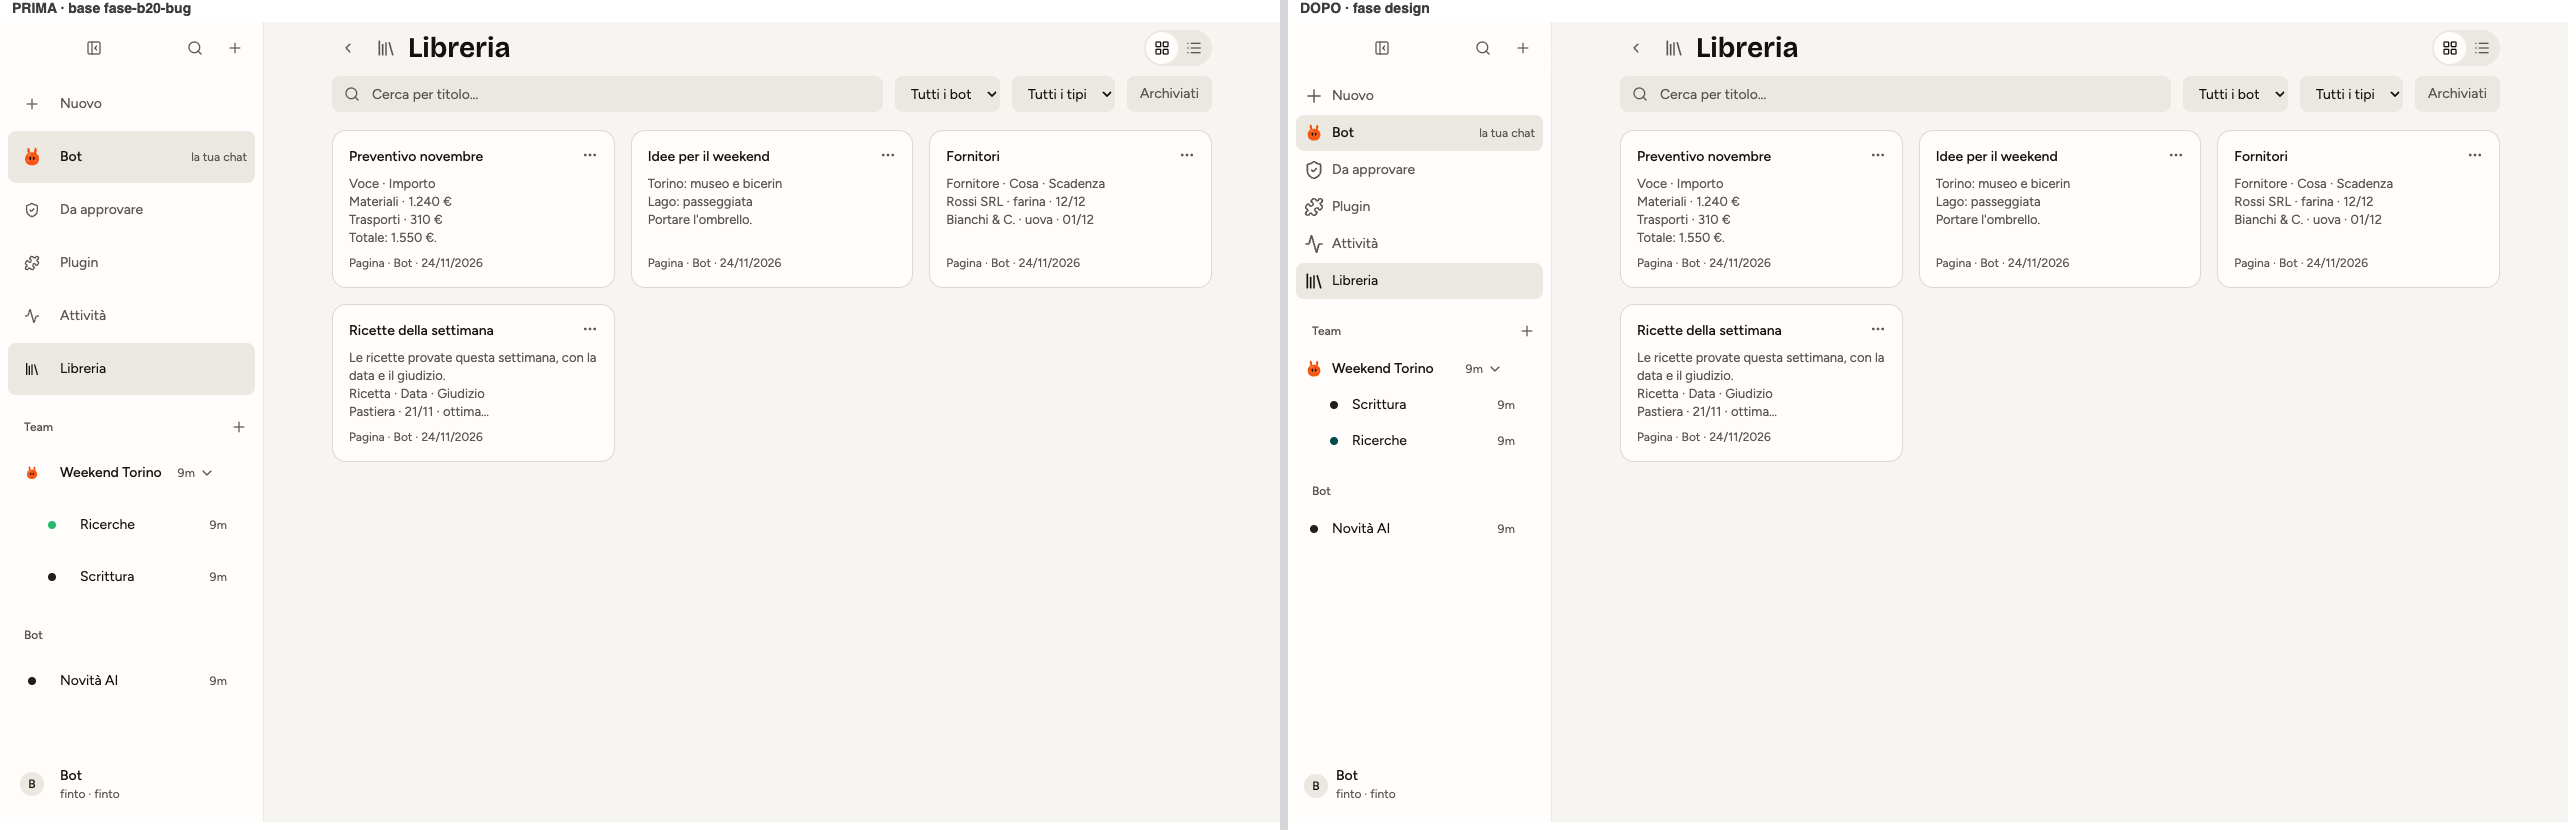 PRIMA · base fase-b20-bug
Libreria
Nuovo
Bot la tua chat
Da approvare
Plugin
Attività
Libreria
Team
Weekend Torino 9m
Ricerche 9m
Scrittura 9m
Bot
Novità AI 9m
B
Bot
finto · finto
Cerca per titolo...
Tutti i bot
Tutti i tipi
Archiviati
Preventivo novembre
Voce · Importo
Materiali · 1.240 €
Trasporti · 310 €
Totale: 1.550 €.
Pagina · Bot · 24/11/2026
Idee per il weekend
Torino: museo e bicerin
Lago: passeggiata
Portare l'ombrello.
Pagina · Bot · 24/11/2026
Fornitori
Fornitore · Cosa · Scadenza
Rossi SRL · farina · 12/12
Bianchi & C. · uova · 01/12
Pagina · Bot · 24/11/2026
Ricette della settimana
Le ricette provate questa settimana, con la
data e il giudizio.
Ricetta · Data · Giudizio
Pastiera · 21/11 · ottima...
Pagina · Bot · 24/11/2026
DOPO · fase design
Libreria
Nuovo
Bot la tua chat
Da approvare
Plugin
Attività
Libreria
Team
Weekend Torino 9m
Scrittura 9m
Ricerche 9m
Bot
Novità AI 9m
B
Bot
finto · finto
Cerca per titolo...
Tutti i bot
Tutti i tipi
Archiviati
Preventivo novembre
Voce · Importo
Materiali · 1.240 €
Trasporti · 310 €
Totale: 1.550 €.
Pagina · Bot · 24/11/2026
Idee per il weekend
Torino: museo e bicerin
Lago: passeggiata
Portare l'ombrello.
Pagina · Bot · 24/11/2026
Fornitori
Fornitore · Cosa · Scadenza
Rossi SRL · farina · 12/12
Bianchi & C. · uova · 01/12
Pagina · Bot · 24/11/2026
Ricette della settimana
Le ricette provate questa settimana, con la
data e il giudizio.
Ricetta · Data · Giudizio
Pastiera · 21/11 · ottima...
Pagina · Bot · 24/11/2026